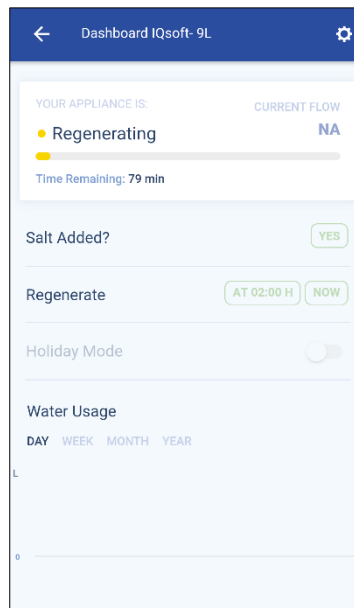 Dashboard IQsoft- 9L
YOUR APPLIANCE IS:
CURRENT FLOW
Regenerating
NA
Time Remaining: 79 min
Salt Added?
YES
Regenerate
AT 02:00 H
NOW
Holiday Mode
Water Usage
DAY WEEK MONTH YEAR
L
0